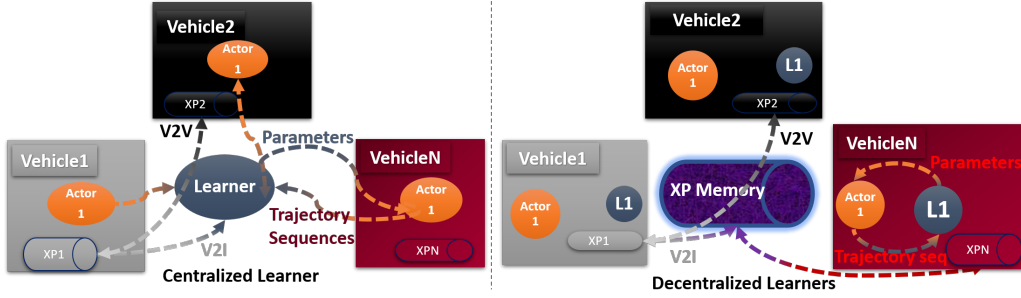 Vehicle2
Actor
1
XP2
V2V
Parameters
Vehicle1
Actor
1
XP1
Learner
VehicleN
Actor
1
XPN
Trajectory
Sequences
V2I
Centralized Learner
Vehicle2
Actor
1
L1
XP2
V2V
Vehicle1
Actor
1
L1
XP1
XP Memory
V2I
VehicleN
Parameters
Actor
1
L1
Trajectory seq
XPN
Decentralized Learners